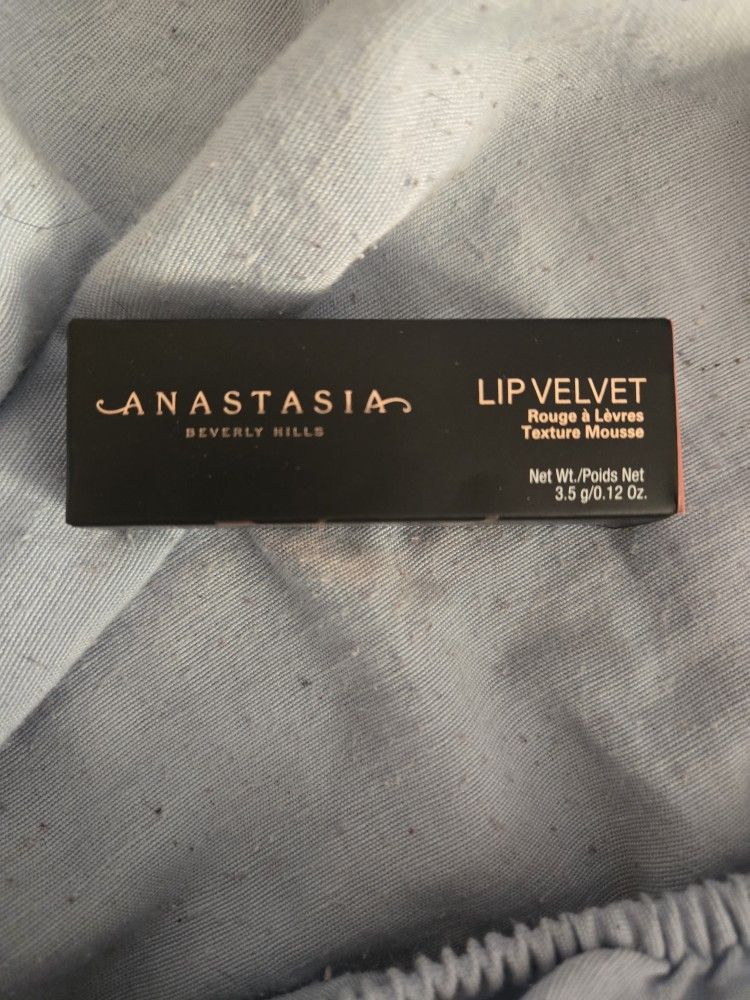 ANASTASIA
BEVERLY HILLS
LIP VELVET
Rouge à Lèvres
Texture Mousse
Net Wt./Poids Net
3.5 g/0.12 Oz.